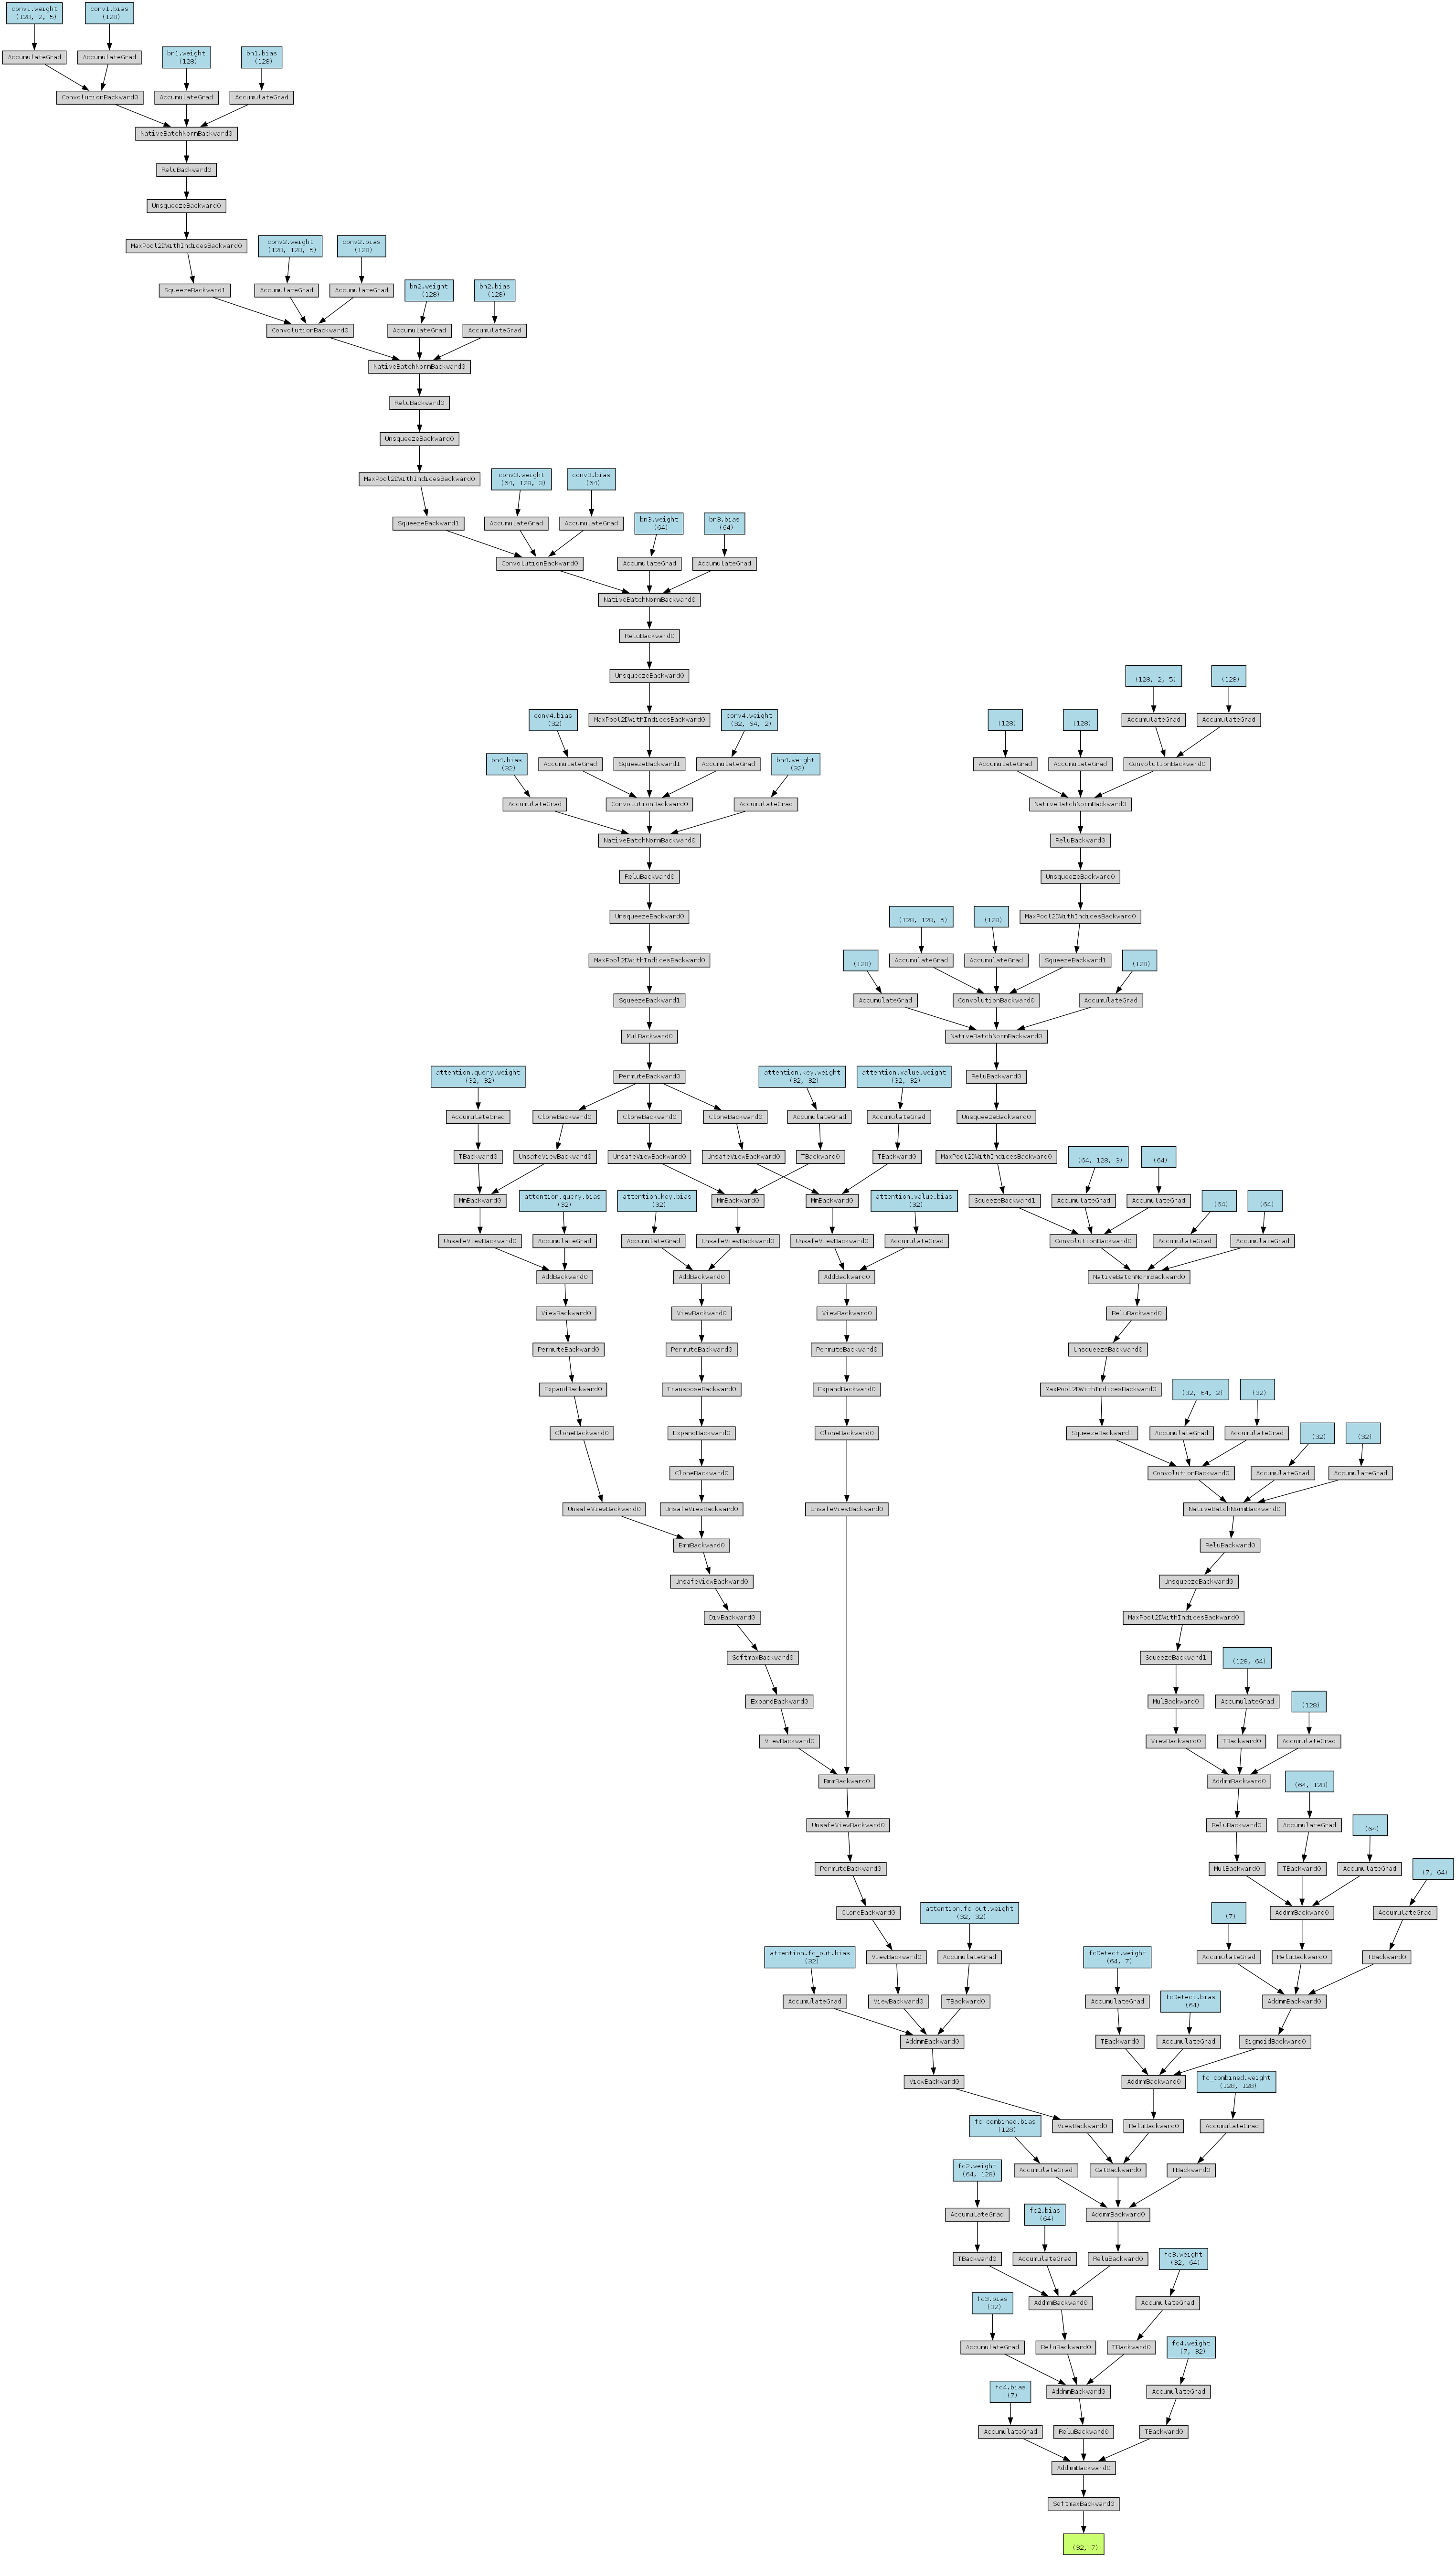 conv1.weight
(128, 2, 5)
conv1.bias
(128)
AccumulateGrad
AccumulateGrad
bn1.weight
(128)
bn1.bias
(128)
ConvolutionBackward0
AccumulateGrad
AccumulateGrad
NativeBatchNormBackward0
ReluBackward0
UnsqueezeBackward0
MaxPool2DWithIndicesBackward0
conv2.weight
(128, 128, 5)
conv2.bias
(128)
SqueezeBackward1
AccumulateGrad
AccumulateGrad
bn2.weight
(128)
bn2.bias
(128)
ConvolutionBackward0
AccumulateGrad
AccumulateGrad
NativeBatchNormBackward0
ReluBackward0
UnsqueezeBackward0
MaxPool2DWithIndicesBackward0
conv3.weight
(64, 128, 3)
conv3.bias
(64)
SqueezeBackward1
AccumulateGrad
AccumulateGrad
bn3.weight
(64)
bn3.bias
(64)
ConvolutionBackward0
AccumulateGrad
AccumulateGrad
NativeBatchNormBackward0
ReluBackward0
UnsqueezeBackward0
MaxPool2DWithIndicesBackward0
conv4.bias
(32)
conv4.weight
(32, 64, 2)
AccumulateGrad
SqueezeBackward1
AccumulateGrad
bn4.bias
(32)
bn4.weight
(32)
AccumulateGrad
ConvolutionBackward0
AccumulateGrad
NativeBatchNormBackward0
ReluBackward0
UnsqueezeBackward0
MaxPool2DWithIndicesBackward0
SqueezeBackward1
MulBackward0
PermuteBackward0
attention.query.weight
(32, 32)
attention.key.weight
(32, 32)
attention.value.weight
(32, 32)
AccumulateGrad
CloneBackward0
CloneBackward0
CloneBackward0
AccumulateGrad
AccumulateGrad
TBackward0
UnsafeViewBackward0
UnsafeViewBackward0
UnsafeViewBackward0
TBackward0
TBackward0
MmBackward0
attention.query.bias
(32)
attention.key.bias
(32)
MmBackward0
MmBackward0
attention.value.bias
(32)
UnsafeViewBackward0
AccumulateGrad
AccumulateGrad
UnsafeViewBackward0
UnsafeViewBackward0
AccumulateGrad
AddBackward0
AddBackward0
AddBackward0
ViewBackward0
ViewBackward0
ViewBackward0
PermuteBackward0
PermuteBackward0
PermuteBackward0
ExpandBackward0
TransposeBackward0
ExpandBackward0
CloneBackward0
ExpandBackward0
CloneBackward0
CloneBackward0
UnsafeViewBackward0
UnsafeViewBackward0
UnsafeViewBackward0
BmmBackward0
UnsafeViewBackward0
DivBackward0
SoftmaxBackward0
ExpandBackward0
ViewBackward0
BmmBackward0
UnsafeViewBackward0
PermuteBackward0
CloneBackward0
attention.fc_out.weight
(32, 32)
attention.fc_out.bias
(32)
ViewBackward0
AccumulateGrad
AccumulateGrad
ViewBackward0
TBackward0
AddmmBackward0
ViewBackward0
(128, 2, 5)
(128)
(128)
(128)
AccumulateGrad
AccumulateGrad
AccumulateGrad
AccumulateGrad
ConvolutionBackward0
NativeBatchNormBackward0
ReluBackward0
UnsqueezeBackward0
(128, 128, 5)
(128)
MaxPool2DWithIndicesBackward0
(128)
AccumulateGrad
AccumulateGrad
SqueezeBackward1
(128)
AccumulateGrad
ConvolutionBackward0
AccumulateGrad
NativeBatchNormBackward0
ReluBackward0
UnsqueezeBackward0
MaxPool2DWithIndicesBackward0
(64, 128, 3)
(64)
SqueezeBackward1
AccumulateGrad
AccumulateGrad
(64)
(64)
ConvolutionBackward0
AccumulateGrad
AccumulateGrad
NativeBatchNormBackward0
ReluBackward0
UnsqueezeBackward0
MaxPool2DWithIndicesBackward0
(32, 64, 2)
(32)
SqueezeBackward1
AccumulateGrad
AccumulateGrad
(32)
(32)
ConvolutionBackward0
AccumulateGrad
AccumulateGrad
NativeBatchNormBackward0
ReluBackward0
UnsqueezeBackward0
MaxPool2DWithIndicesBackward0
SqueezeBackward1
(128, 64)
MulBackward0
AccumulateGrad
(128)
ViewBackward0
TBackward0
AccumulateGrad
AddmmBackward0
(64, 128)
ReluBackward0
AccumulateGrad
(64)
MulBackward0
TBackward0
AccumulateGrad
(7, 64)
(7)
AddmmBackward0
AccumulateGrad
AccumulateGrad
ReluBackward0
TBackward0
fcDetect.weight
(64, 7)
AccumulateGrad
fcDetect.bias
(64)
AddmmBackward0
TBackward0
AccumulateGrad
SigmoidBackward0
AddmmBackward0
fc_combined.weight
(128, 128)
fc_combined.bias
(128)
ViewBackward0
ReluBackward0
AccumulateGrad
fc2.weight
(64, 128)
AccumulateGrad
CatBackward0
TBackward0
AccumulateGrad
fc2.bias
(64)
AddmmBackward0
TBackward0
AccumulateGrad
ReluBackward0
fc3.weight
(32, 64)
fc3.bias
(32)
AddmmBackward0
AccumulateGrad
AccumulateGrad
ReluBackward0
TBackward0
fc4.weight
(7, 32)
fc4.bias
(7)
AddmmBackward0
AccumulateGrad
AccumulateGrad
ReluBackward0
TBackward0
AddmmBackward0
SoftmaxBackward0
(32, 7)